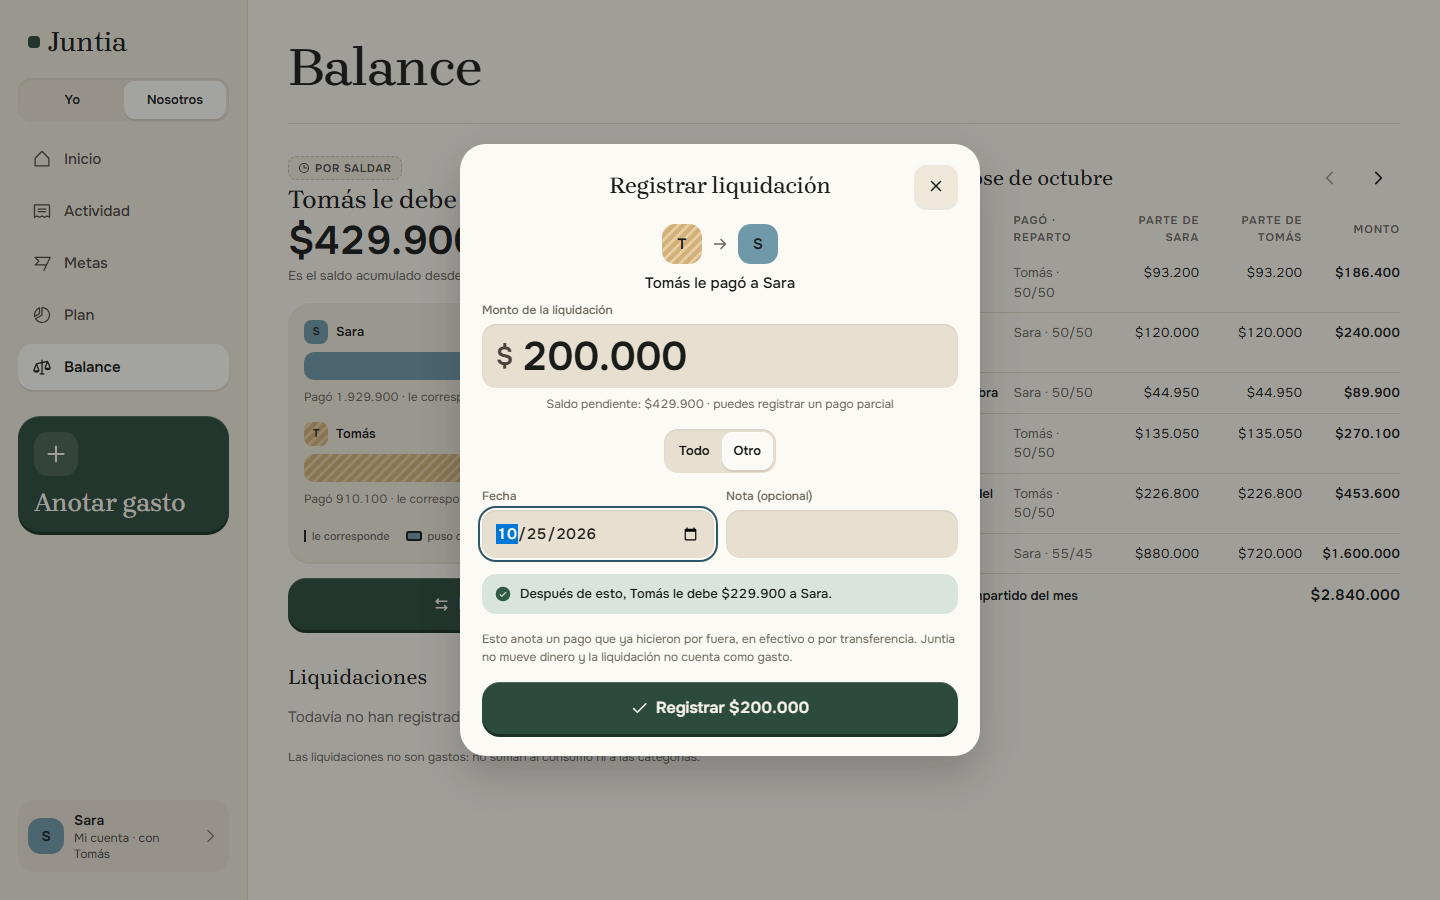 Juntia
Yo
Nosotros
Inicio
Actividad
Metas
Plan
Balance
Anotar gasto
S
Sara
Mi cuenta · con
Tomás
Balance
POR SALDAR
Tomás le debe
$429.900
Es el saldo acumulado desde
S
Sara
Pagó 1.929.900 · le
T
Tomás
Pagó 910.100 · le
le corresponde
puso
Liquidaciones
Todavía no han
Las liquidaciones no son gastos: no suman al consumo ni a las categorías.
Registrar liquidación
T → S
Tomás le pagó a Sara
Monto de la liquidación
$ 200.000
Saldo pendiente: $429.900 · puedes registrar un pago parcial
Todo
Otro
Fecha
Nota (opcional)
10/25/2026
Después de esto, Tomás le debe $229.900 a Sara.
Esto anota un pago que ya hicieron por fuera, en efectivo o por transferencia. Juntia
no mueve dinero y la liquidación no cuenta como gasto.
Registrar $200.000
de octubre
PAGÓ ·
REPARTO
PARTE DE
SARA
PARTE DE
TOMÁS
MONTO
Tomás ·
50/50
$93.200
$93.200
$186.400
Sara · 50/50
$120.000
$120.000
$240.000
Sara · 50/50
$44.950
$44.950
$89.900
Tomás ·
50/50
$135.050
$135.050
$270.100
Tomás ·
50/50
$226.800
$226.800
$453.600
Sara · 55/45
$880.000
$720.000
$1.600.000
del mes
$2.840.000